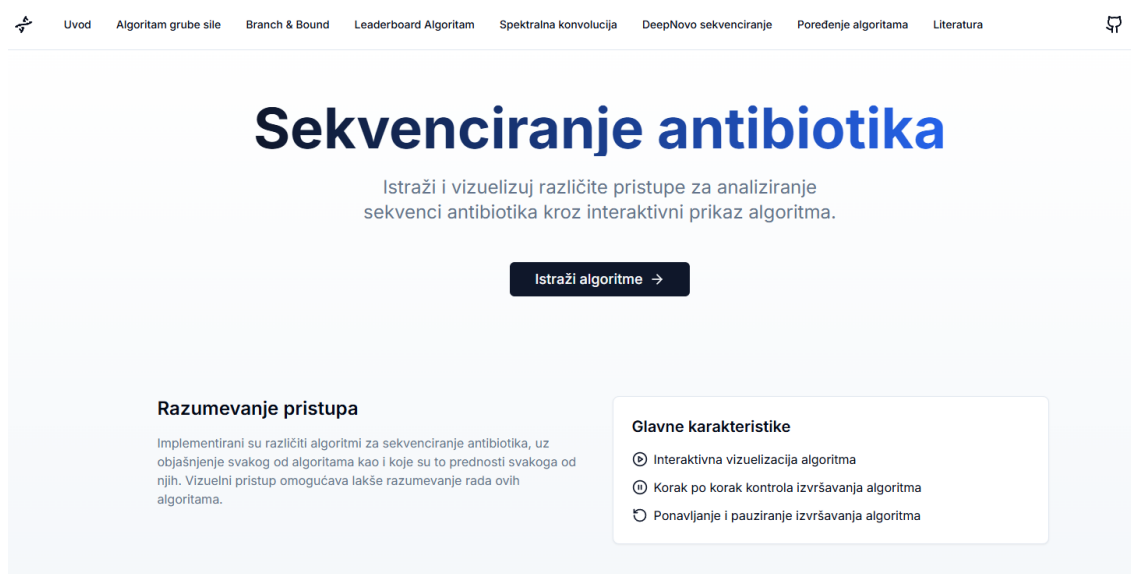 Uvod Algoritam grube sile Branch & Bound Leaderboard Algoritam Spektralna konvolucija DeepNovo sekvenciranje Poređenje algoritama Literatura
Sekvenciranje antibiotika
Istraži i vizuelizuj različite pristupe za analiziranje
sekvenci antibiotika kroz interaktivni prikaz algoritma.
Istraži algoritme →
Razumevanje pristupa
Implementirani su različiti algoritmi za sekvenciranje antibiotika, uz
objašnjenje svakog od algoritama kao i koje su to prednosti svakoga od
njih. Vizuelni pristup omogućava lakše razumevanje rada ovih
algoritama.
Glavne karakteristike
Interaktivna vizuelizacija algoritma
Korak po korak kontrola izvršavanja algoritma
Ponavljanje i pauziranje izvršavanja algoritma